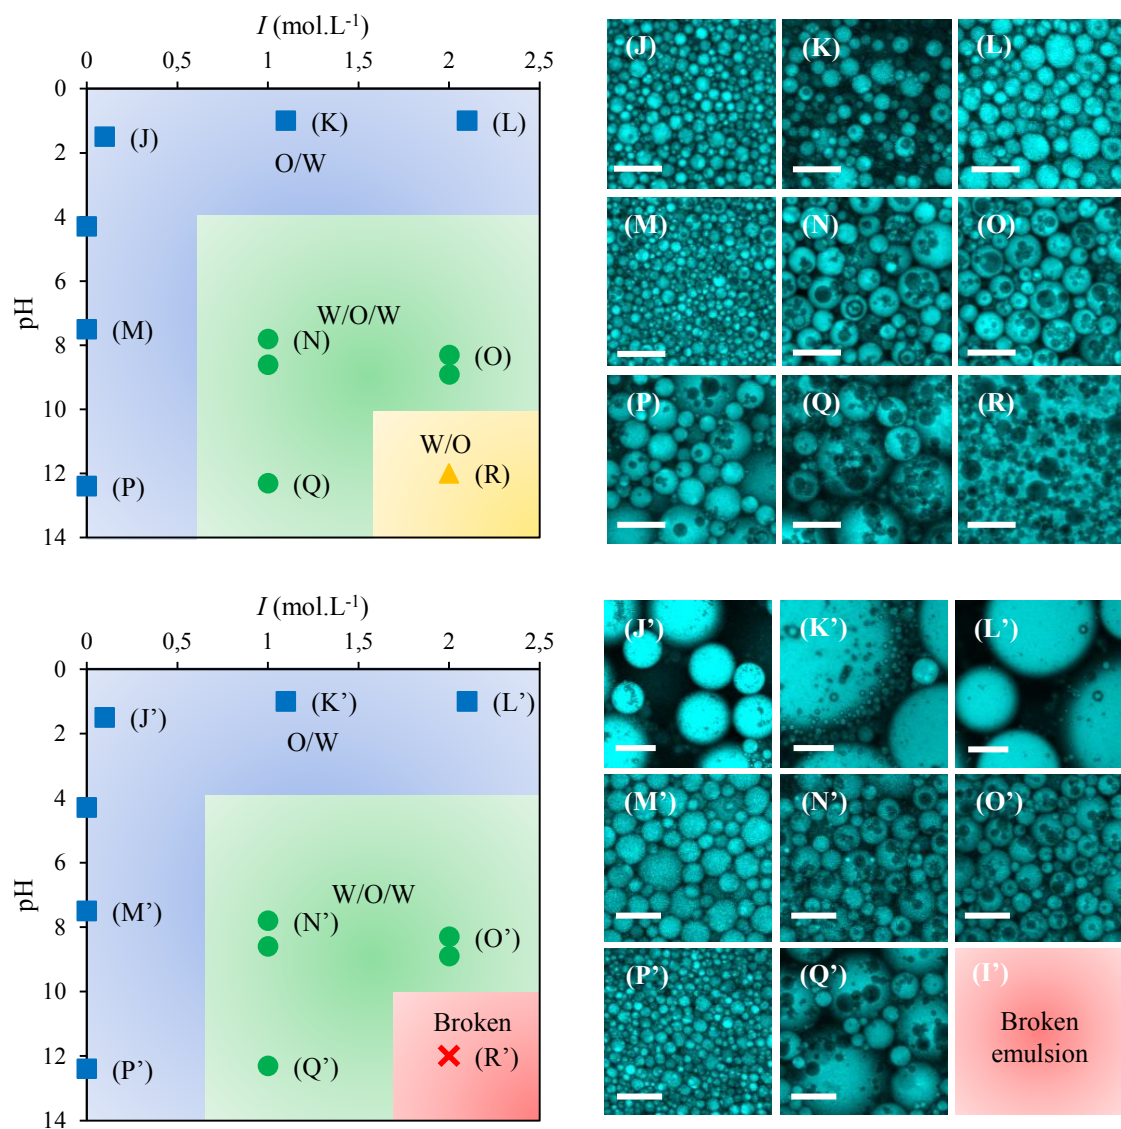 I (mol.L-1)
0 0,5 1 1,5 2 2,5
0
2
4
6
8
10
12
14
pH
(J)
(K)
(L)
O/W
(M)
W/O/W
(N)
(O)
W/O
(P)
(Q)
(R)
(J) (K) (L)
(M) (N) (O)
(P) (Q) (R)
I (mol.L-1)
0 0,5 1 1,5 2 2,5
0
2
4
6
8
10
12
14
pH
(J’)
(K’)
(L’)
O/W
(M’)
W/O/W
(N’)
(O’)
Broken
(P’)
(Q’)
(R’)
(J’) (K’) (L’)
(M’) (N’) (O’)
(P’) (Q’) (I’)
Broken
emulsion